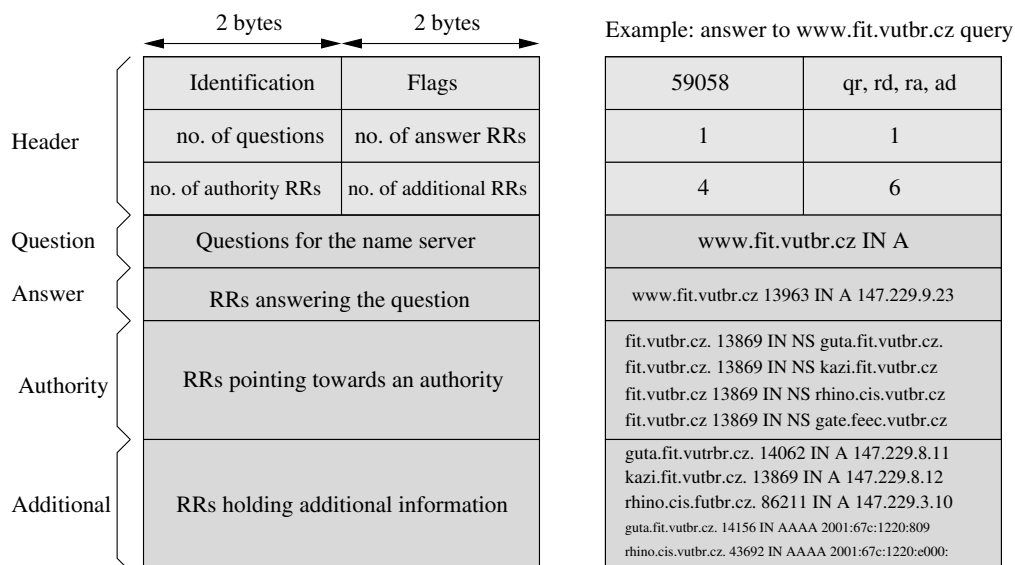 2 bytes 2 bytes
Example: answer to www.fit.vutbr.cz query
Header
Identification Flags
no. of questions no. of answer RRs
no. of authority RRs no. of additional RRs
59058 qr, rd, ra, ad
1 1
4 6
Question
Questions for the name server
www.fit.vutbr.cz IN A
Answer
RRs answering the question
www.fit.vutbr.cz 13963 IN A 147.229.9.23
Authority
RRs pointing towards an authority
fit.vutbr.cz. 13869 IN NS guta.fit.vutbr.cz.
fit.vutbr.cz. 13869 IN NS kazi.fit.vutbr.cz
fit.vutbr.cz 13869 IN NS rhino.cis.vutbr.cz
fit.vutbr.cz 13869 IN NS gate.feec.vutbr.cz
Additional
RRs holding additional information
guta.fit.vutrbr.cz. 14062 IN A 147.229.8.11
kazi.fit.vutbr.cz. 13869 IN A 147.229.8.12
rhino.cis.futbr.cz. 86211 IN A 147.229.3.10
guta.fit.vutbr.cz. 14156 IN AAAA 2001:67c:1220:809
rhino.cis.vutbr.cz. 43692 IN AAAA 2001:67c:1220:e000: